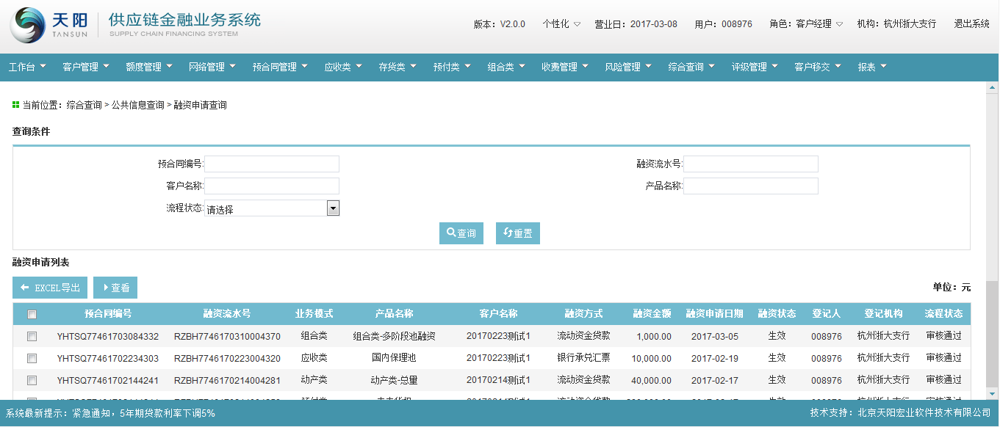 天阳 TANSUN 供应链金融业务系统 SUPPLY CHAIN FINANCING SYSTEM
版本：V2.0.0 个性化 营业日：2017-03-08 用户：008976 角色：客户经理 机构：杭州浙大支行 退出系统
工作台 客户管理 额度管理 网络管理 预合同管理 应收类 存货类 预付类 组合类 收费管理 风险管理 综合查询 评级管理 客户移交 报表
当前位置：综合查询 > 公共信息查询 > 融资申请查询
查询条件
预合同编号: 融资流水号:
客户名称: 产品名称:
流程状态: 请选择
查询 重置
融资申请列表
EXCEL导出 查看 单位：元
预合同编号 融资流水号 业务模式 产品名称 客户名称 融资方式 融资金额 融资申请日期 融资状态 登记人 登记机构 流程状态
YHTSQ77461703084332 RZBH7746170310004370 组合类 组合类-多阶段池融资 20170223测试1 流动资金贷款 1,000.00 2017-03-05 生效 008976 杭州浙大支行 审核通过
YHTSQ77461702234303 RZBH7746170223004320 应收类 国内保理池 20170223测试1 银行承兑汇票 10,000.00 2017-02-19 生效 008976 杭州浙大支行 审核通过
YHTSQ77461702144241 RZBH7746170214004281 动产类 动产类-总量 20170214测试1 流动资金贷款 40,000.00 2017-02-17 生效 008976 杭州浙大支行 审核通过
系统最新提示：紧急通知，5年期贷款利率下调5% 技术支持：北京天阳宏业软件技术有限公司